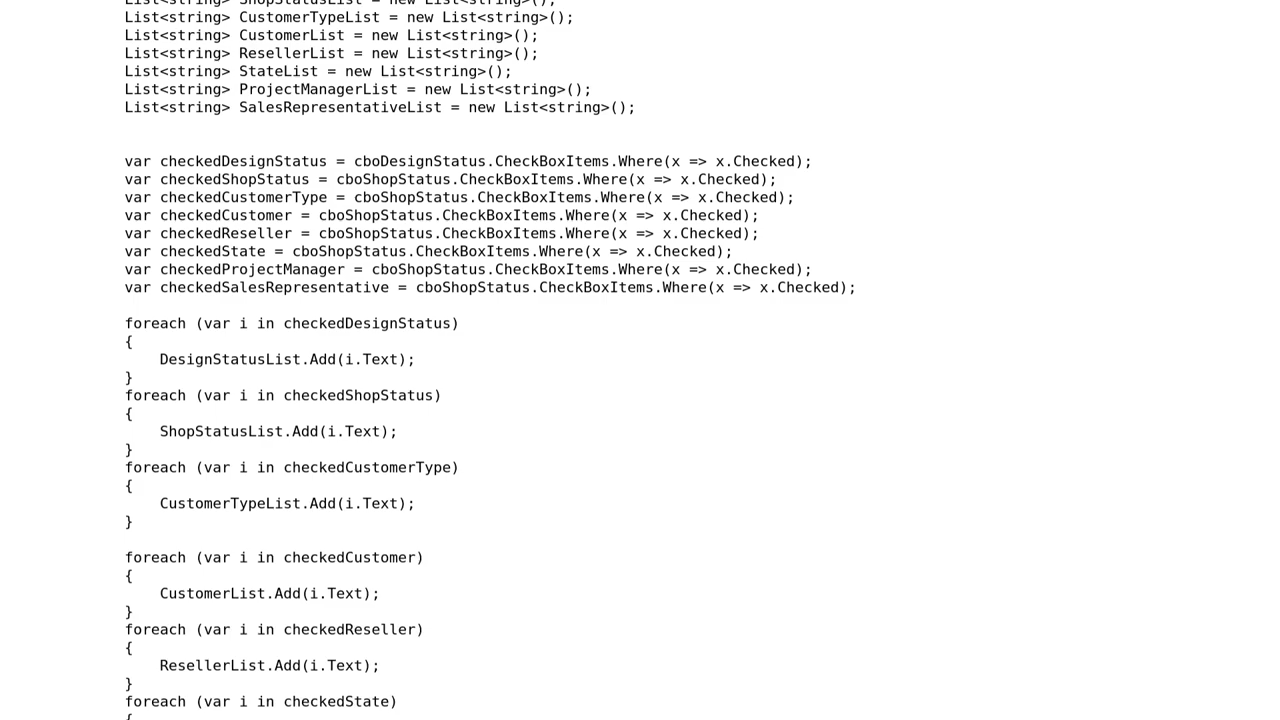 List<string> ShopStatusList = new List<string>();
List<string> CustomerTypeList = new List<string>();
List<string> CustomerList = new List<string>();
List<string> ResellerList = new List<string>();
List<string> StateList = new List<string>();
List<string> ProjectManagerList = new List<string>();
List<string> SalesRepresentativeList = new List<string>();
var checkedDesignStatus = cboDesignStatus.CheckBoxItems.Where(x => x.Checked);
var checkedShopStatus = cboShopStatus.CheckBoxItems.Where(x => x.Checked);
var checkedCustomerType = cboShopStatus.CheckBoxItems.Where(x => x.Checked);
var checkedCustomer = cboShopStatus.CheckBoxItems.Where(x => x.Checked);
var checkedReseller = cboShopStatus.CheckBoxItems.Where(x => x.Checked);
var checkedState = cboShopStatus.CheckBoxItems.Where(x => x.Checked);
var checkedProjectManager = cboShopStatus.CheckBoxItems.Where(x => x.Checked);
var checkedSalesRepresentative = cboShopStatus.CheckBoxItems.Where(x => x.Checked);
foreach (var i in checkedDesignStatus)
{
DesignStatusList.Add(i.Text);
}
foreach (var i in checkedShopStatus)
{
ShopStatusList.Add(i.Text);
}
foreach (var i in checkedCustomerType)
{
CustomerTypeList.Add(i.Text);
}
foreach (var i in checkedCustomer)
{
CustomerList.Add(i.Text);
}
foreach (var i in checkedReseller)
{
ResellerList.Add(i.Text);
}
foreach (var i in checkedState)
{